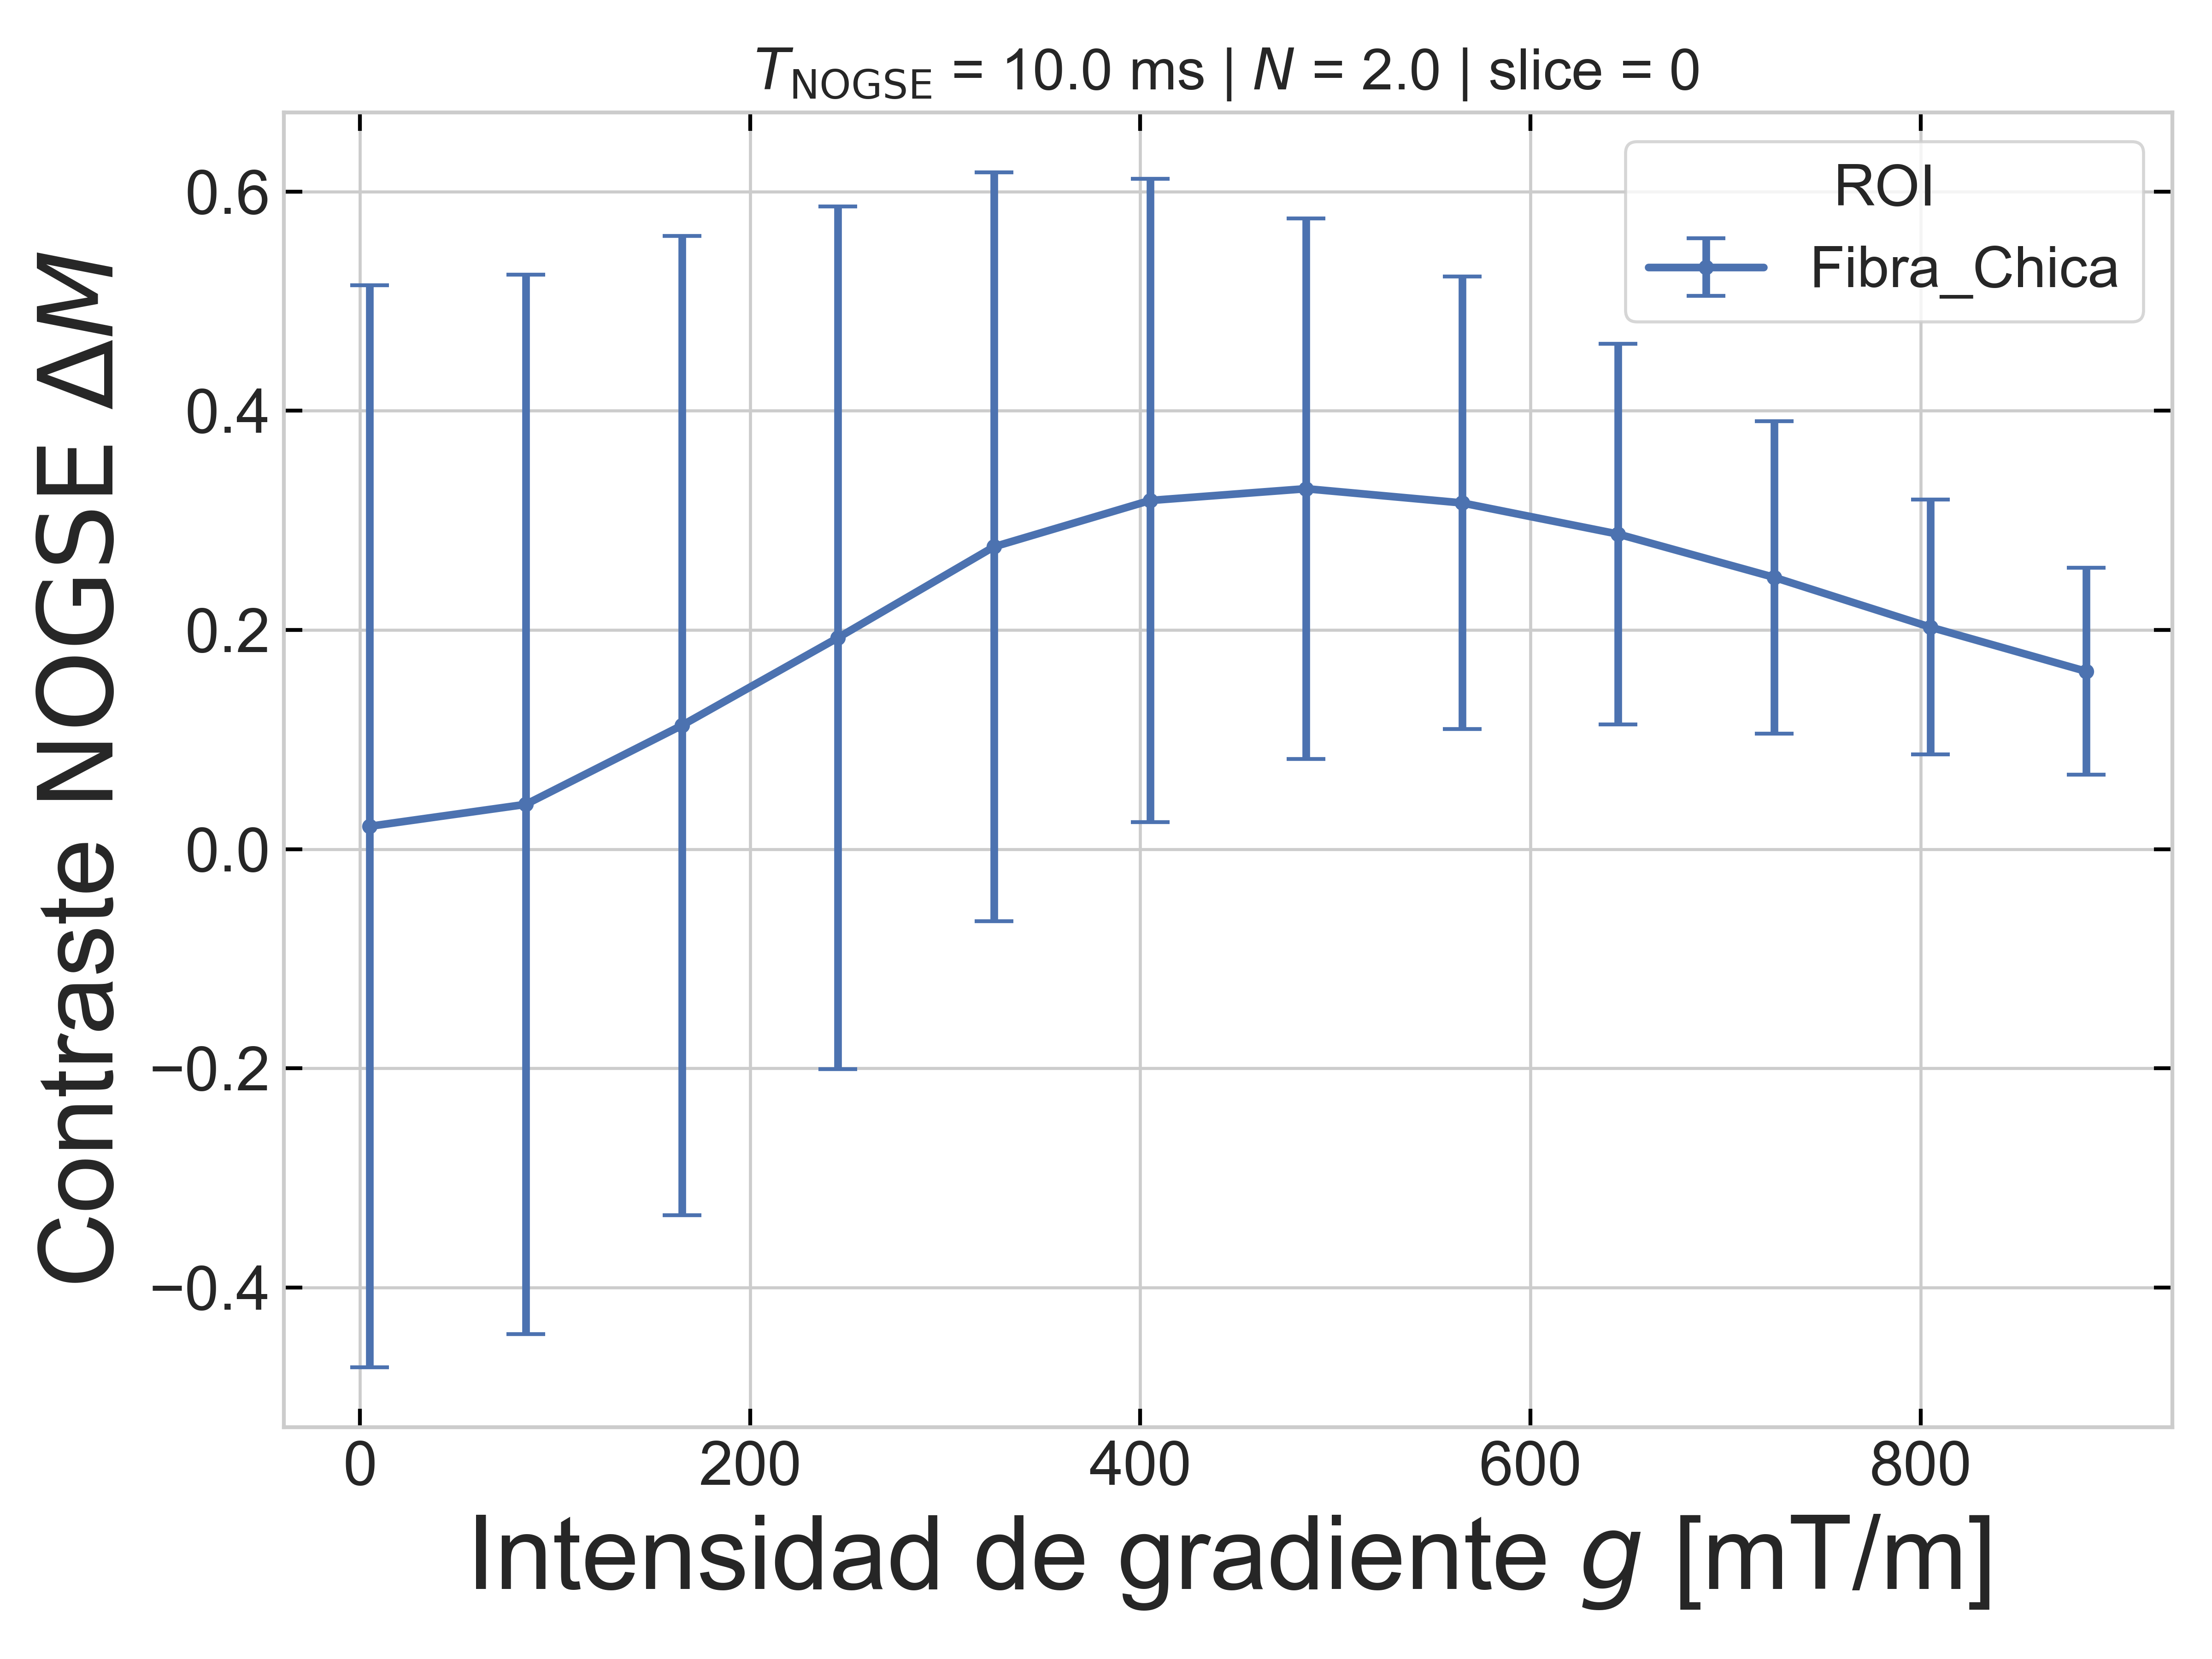 T_NOGSE = 10.0 ms | N = 2.0 | slice = 0
Contraste NOGSE ΔM
0.6
0.4
0.2
0.0
−0.2
−0.4
ROI
Fibra_Chica
0 200 400 600 800
Intensidad de gradiente g [mT/m]